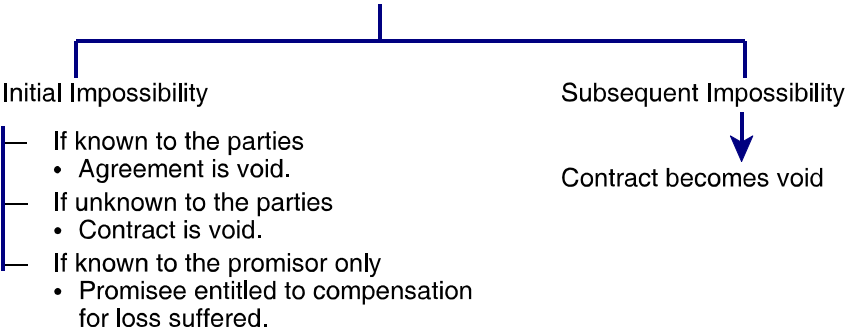 Initial Impossibility
If known to the parties
• Agreement is void.
If unknown to the parties
• Contract is void.
If known to the promisor only
• Promisee entitled to compensation
for loss suffered.
Subsequent Impossibility
Contract becomes void